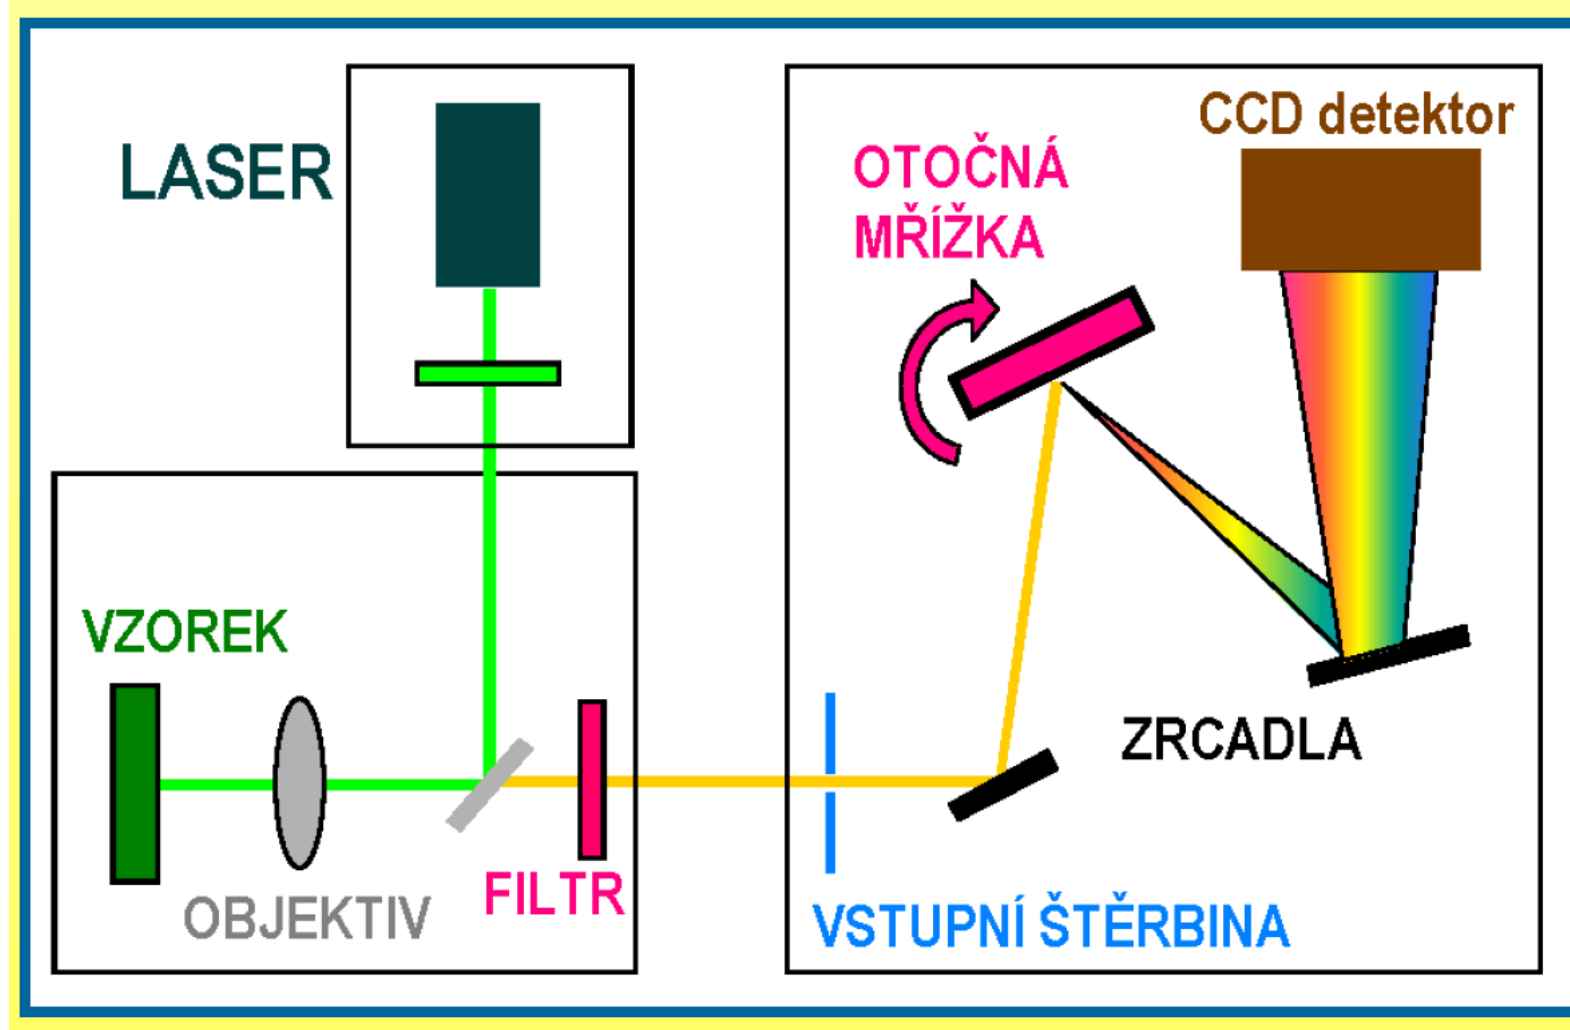 LASER
CCD detektor
OTOČNÁ
MŘÍŽKA
VZOREK
ZRCADLA
OBJEKTIV
FILTR
VSTUPNÍ ŠTĚRBINA